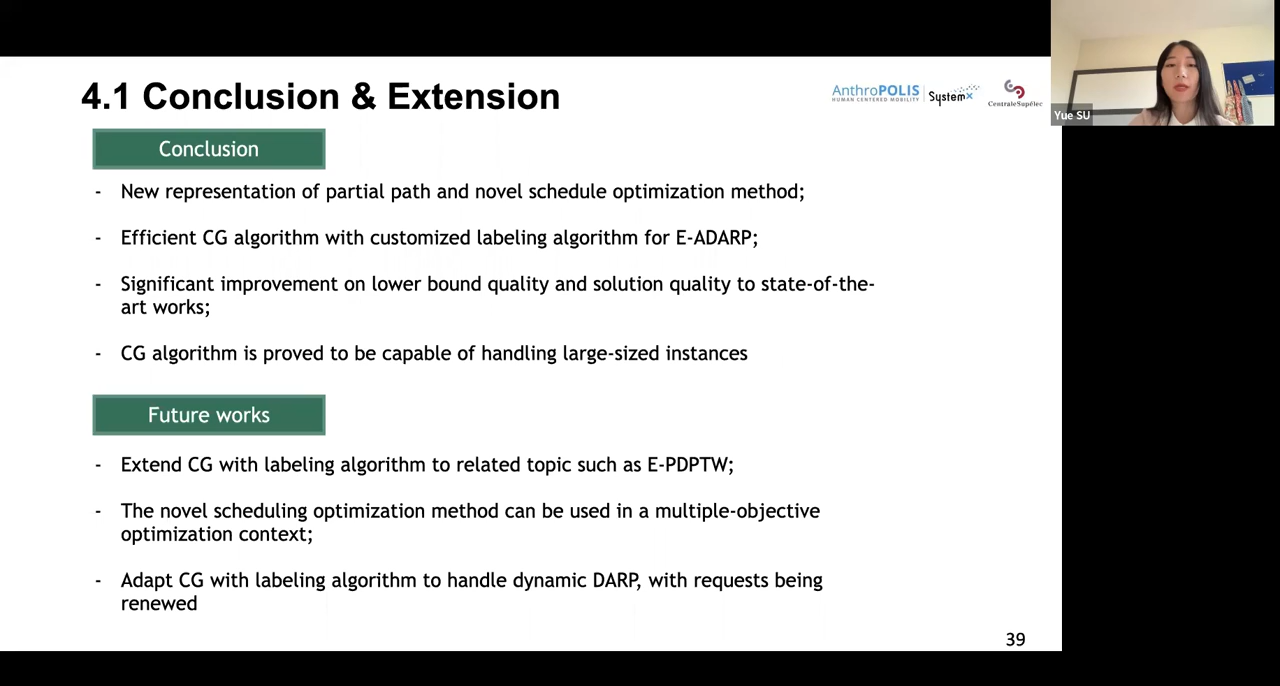 4.1 Conclusion & Extension
AnthroPOLIS
HUMAN CENTERED MOBILITY
SystemX
CentraleSupélec
Yue SU
Conclusion
- New representation of partial path and novel schedule optimization method;
- Efficient CG algorithm with customized labeling algorithm for E-ADARP;
- Significant improvement on lower bound quality and solution quality to state-of-the-
art works;
- CG algorithm is proved to be capable of handling large-sized instances
Future works
- Extend CG with labeling algorithm to related topic such as E-PDPTW;
- The novel scheduling optimization method can be used in a multiple-objective
optimization context;
- Adapt CG with labeling algorithm to handle dynamic DARP, with requests being
renewed
39